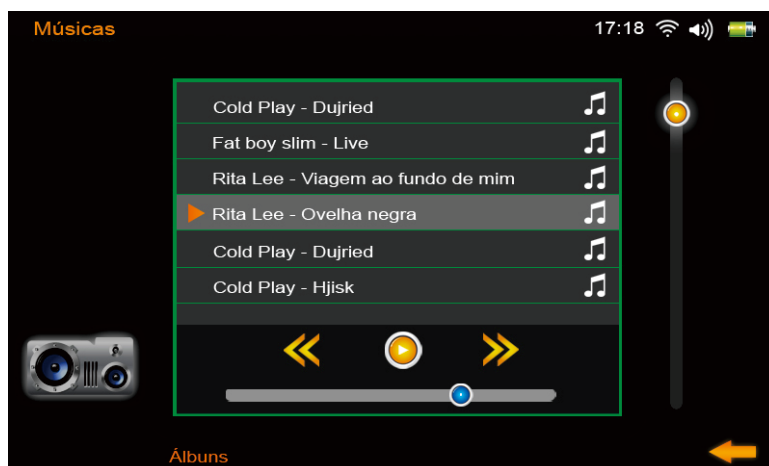 Músicas
17:18
Cold Play - Dujried
Fat boy slim - Live
Rita Lee - Viagem ao fundo de mim
Rita Lee - Ovelha negra
Cold Play - Dujried
Cold Play - Hjisk
Álbuns